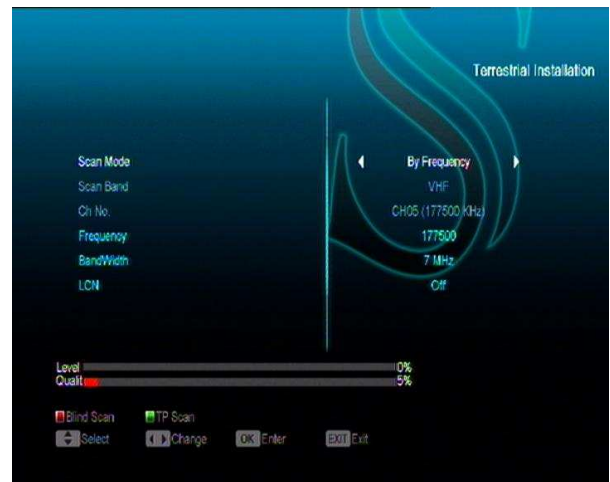 Terrestrial Installation
Scan Mode By Frequency
Scan Band VHF
Ch No. CH05 (177500 KHz)
Frequency 177500
BandWidth 7 MHz
LCN Off
Level 0%
Qualit 5%
Blind Scan TP Scan
Select Change OK Enter EXIT Exit